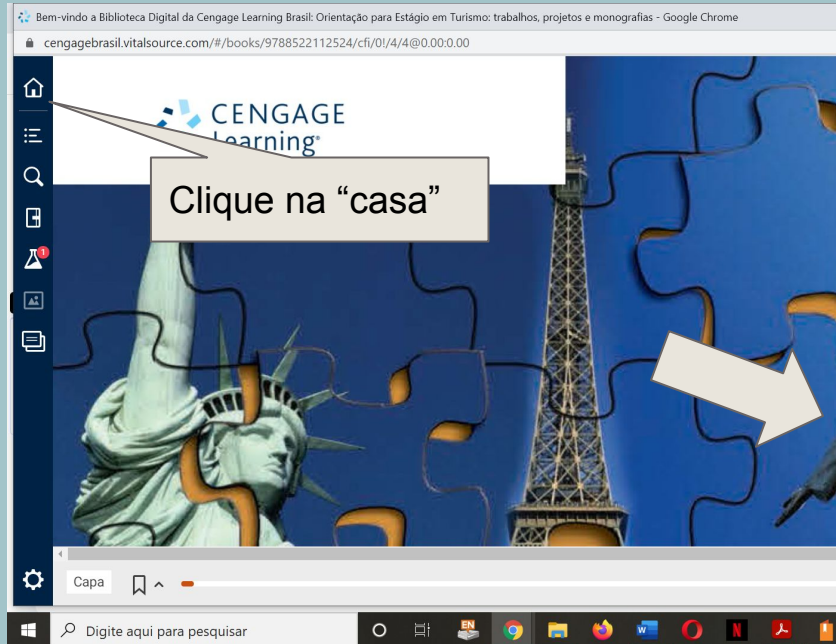 Bem-vindo a Biblioteca Digital da Cengage Learning Brasil: Orientação para Estágio em Turismo: trabalhos, projetos e monografias - Google Chrome
cengagebrasil.vitalsource.com/#/books/9788522112524/cfi/0!/4/4@0.00:0.00
CENGAGE
Learning®
Clique na “casa”
1
Capa
Digite aqui para pesquisar
EN
W
N